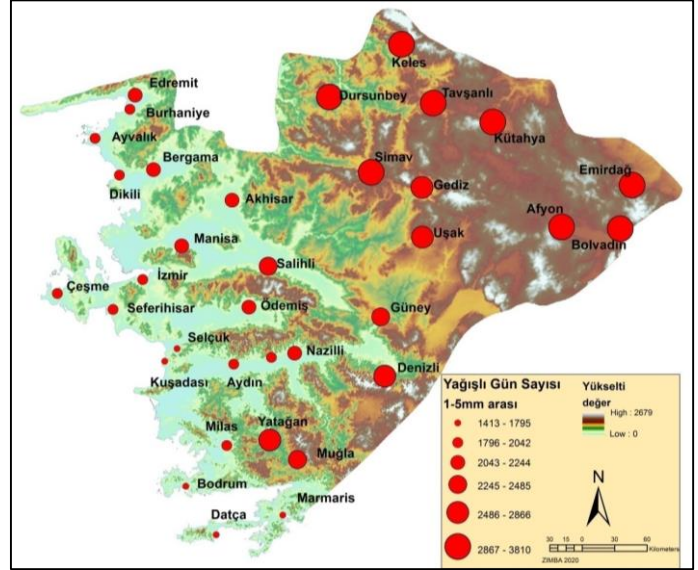 Keles
Edremit
Dursunbey
Tavşanlı
Burhaniye
Kütahya
Ayvalık
Bergama
Simav
Emirdağ
Dikili
Gediz
Akhisar
Afyon
Uşak
Bolvadin
Manisa
Salihli
İzmir
Çeşme
Seferihisar
Ödemiş
Güney
Selçuk
Nazilli
Kuşadası
Aydın
Denizli
Milas
Yatağan
Muğla
Bodrum
Marmaris
Datça
Yağışlı Gün Sayısı
1-5mm arası
1413 - 1795
1796 - 2042
2043 - 2244
2245 - 2485
2486 - 2866
2867 - 3810
Yükselti
değer
High : 2679
Low : 0
N
30 15 0 30 60
Kilometers
ZIMBA 2020